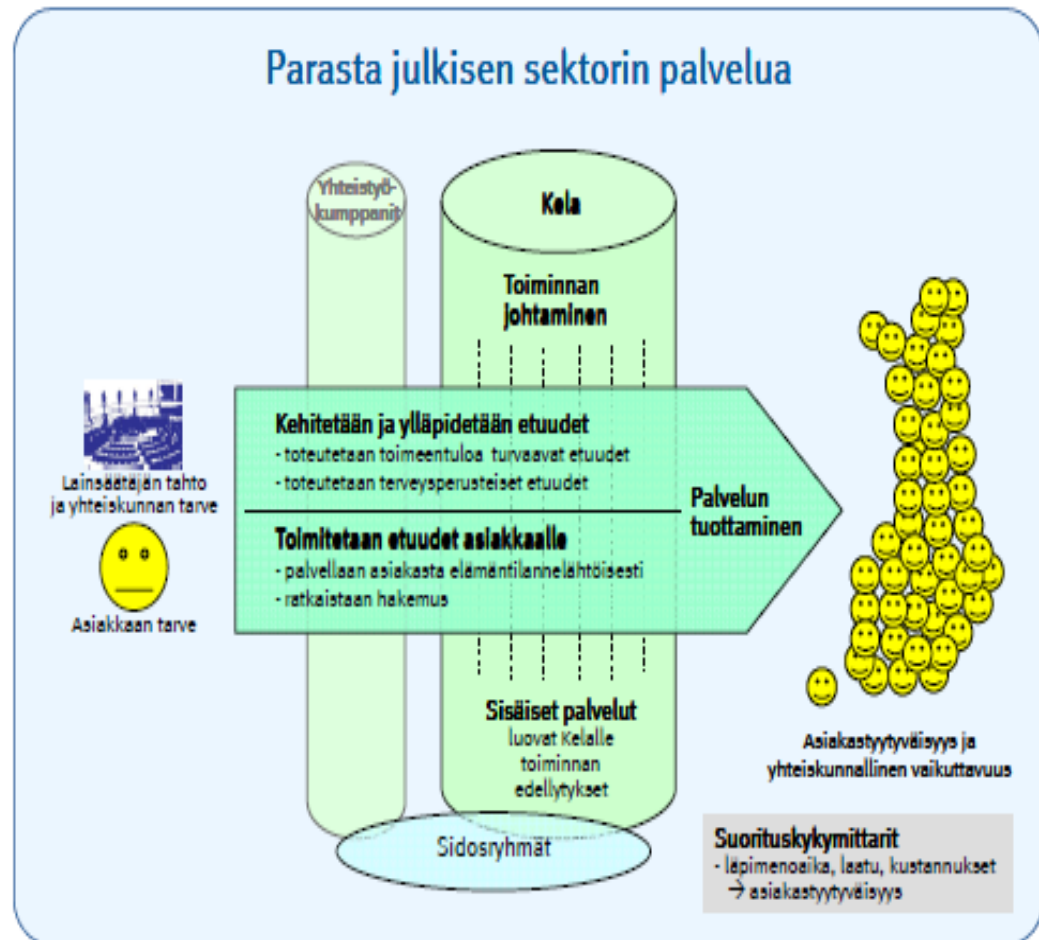 Parasta julkisen sektorin palvelua
Yhteistyö-
kumppanit
Kela
Toiminnan
johtaminen
Lainsäätäjän tahto
ja yhteiskunnan tarve
Asiakkaan tarve
Kehitetään ja ylläpidetään etuudet
- toteutetaan toimeentuloa turvaavat etuudet
- toteutetaan terveysperusteiset etuudet
Toimitetaan etuudet asiakkaalle
- palvellaan asiakasta elämäntilannelähtöisesti
- ratkaistaan hakemus
Palvelun
tuottaminen
Sisäiset palvelut
luovat Kelalle
toiminnan
edellytykset
Sidosryhmät
Asiakastyytyväisyys ja
yhteiskunnallinen vaikuttavuus
Suorituskykymittarit
- läpimenoaika, laatu, kustannukset
→ asiakastyytyväisyys